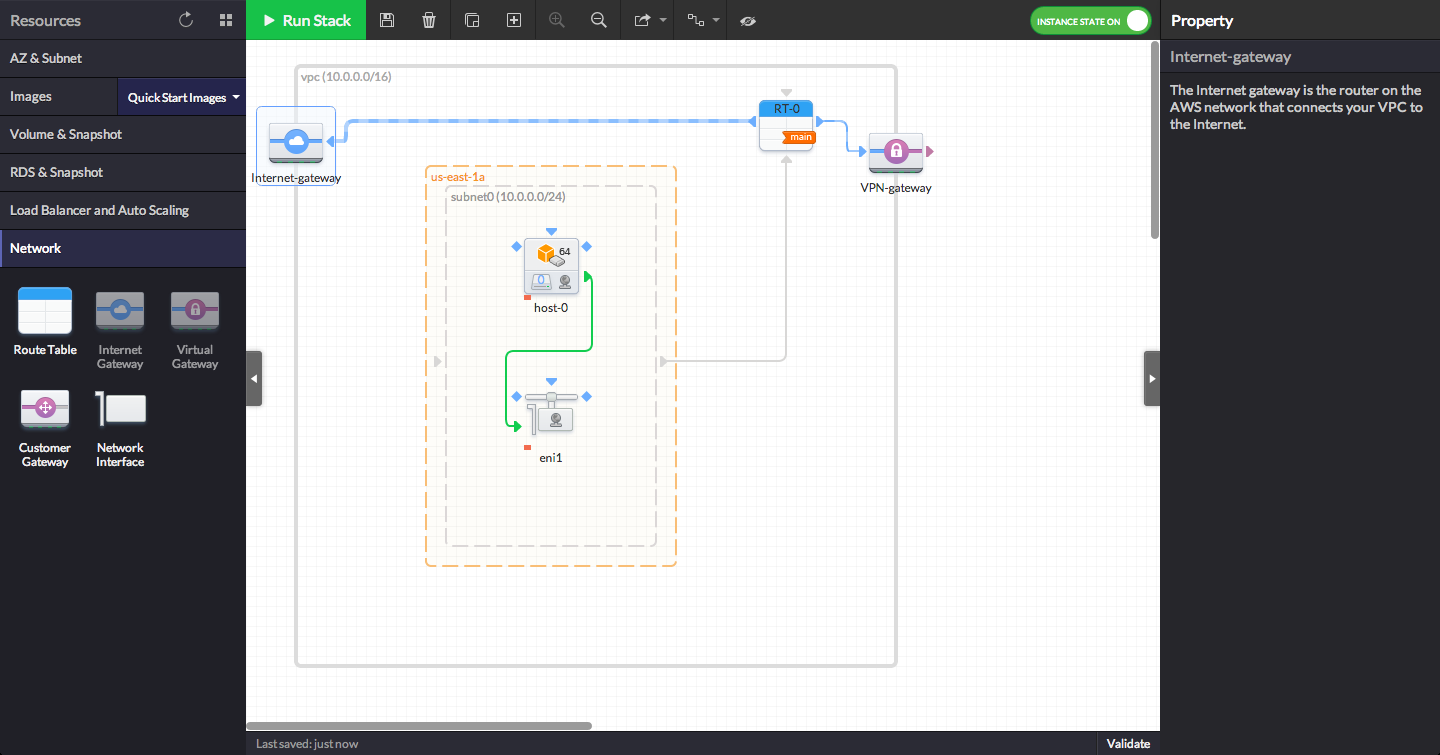 Resources
Run Stack
INSTANCE STATE ON
Property
AZ & Subnet
Images
Quick Start Images
Volume & Snapshot
RDS & Snapshot
Load Balancer and Auto Scaling
Network
Route Table
Internet
Gateway
Virtual
Gateway
Customer
Gateway
Network
Interface
vpc (10.0.0.0/16)
Internet-gateway
RT-0
main
VPN-gateway
us-east-1a
subnet0 (10.0.0.0/24)
64
0
host-0
eni1
Internet-gateway
The Internet gateway is the router on the
AWS network that connects your VPC to
the Internet.
Last saved: just now
Validate